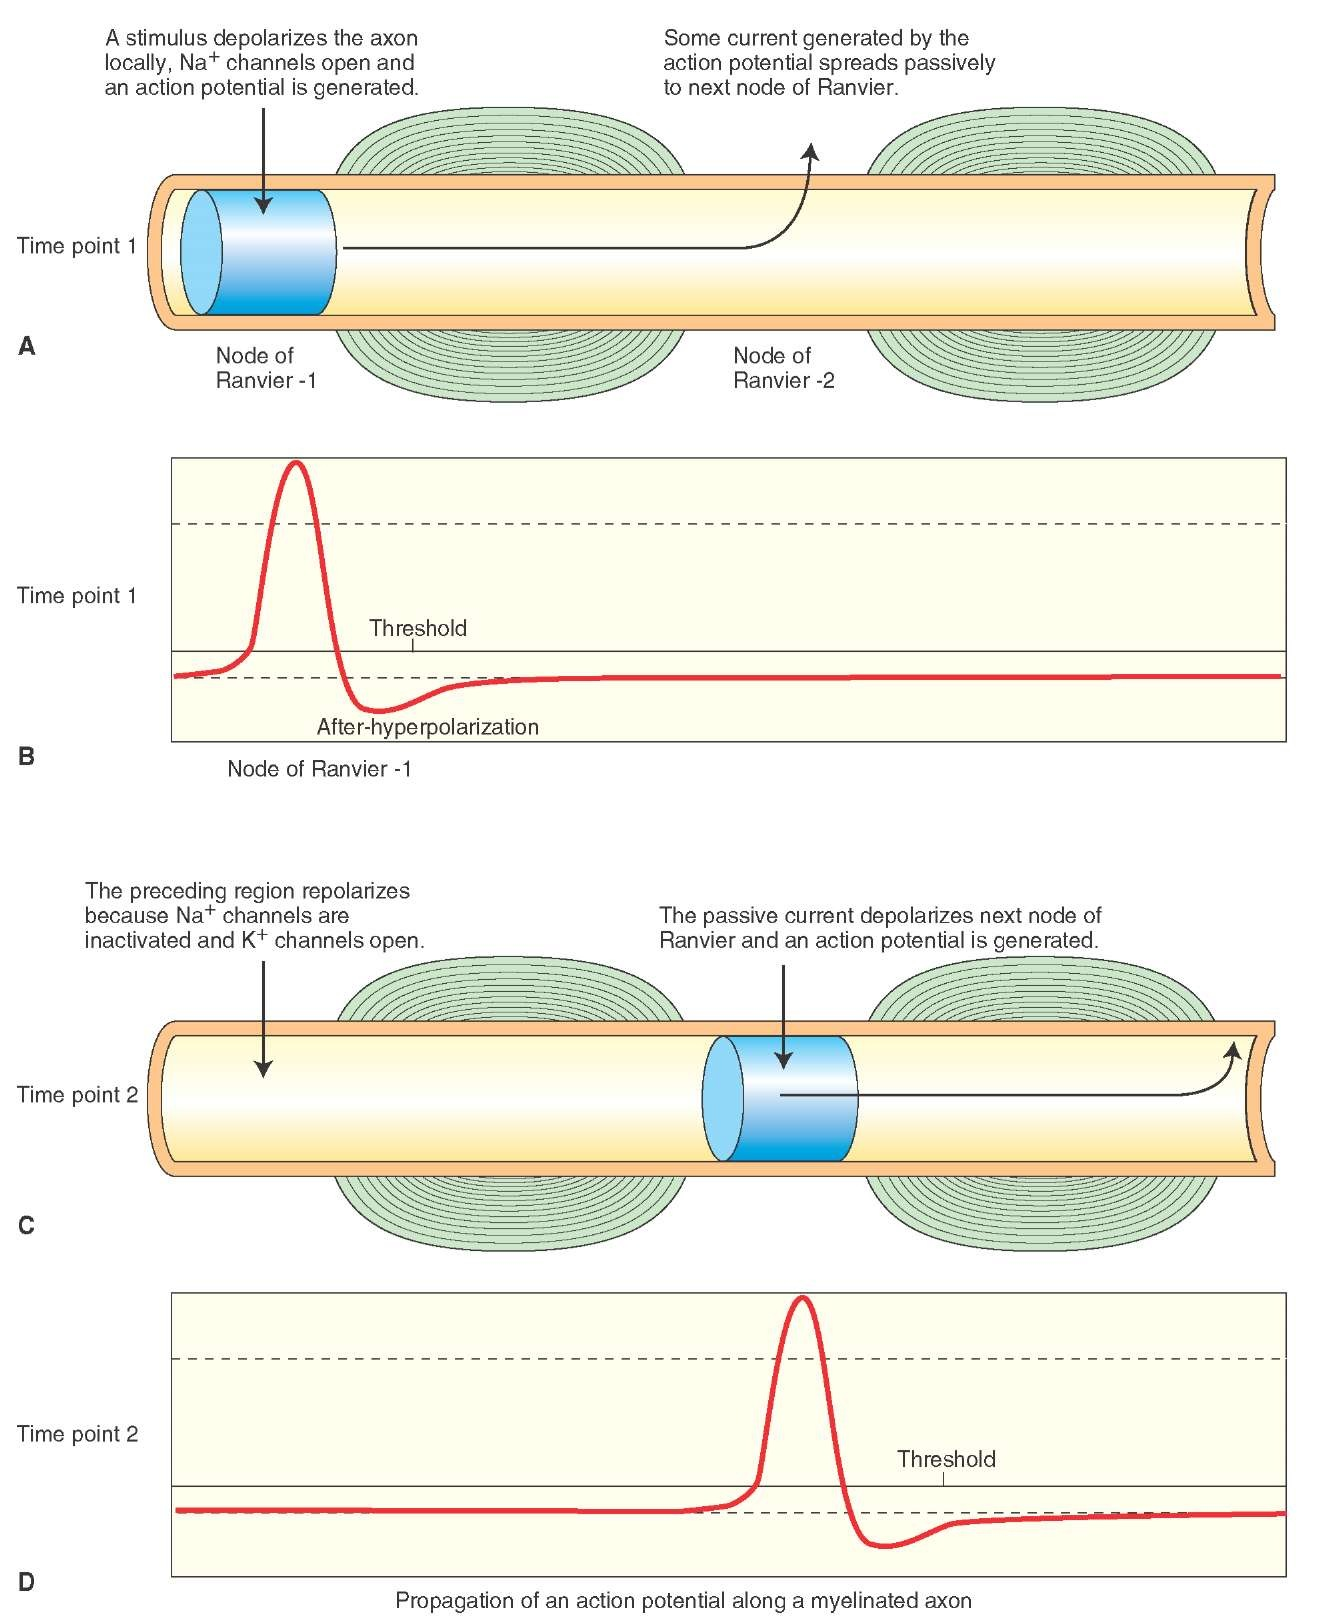 A stimulus depolarizes the axon
locally, Na+ channels open and
an action potential is generated.
Some current generated by the
action potential spreads passively
to next node of Ranvier.
Time point 1
A
Node of
Ranvier -1
Node of
Ranvier -2
Time point 1
Threshold
After-hyperpolarization
B
Node of Ranvier -1
The preceding region repolarizes
because Na+ channels are
inactivated and K+ channels open.
The passive current depolarizes next node of
Ranvier and an action potential is generated.
Time point 2
C
Time point 2
Threshold
D
Propagation of an action potential along a myelinated axon